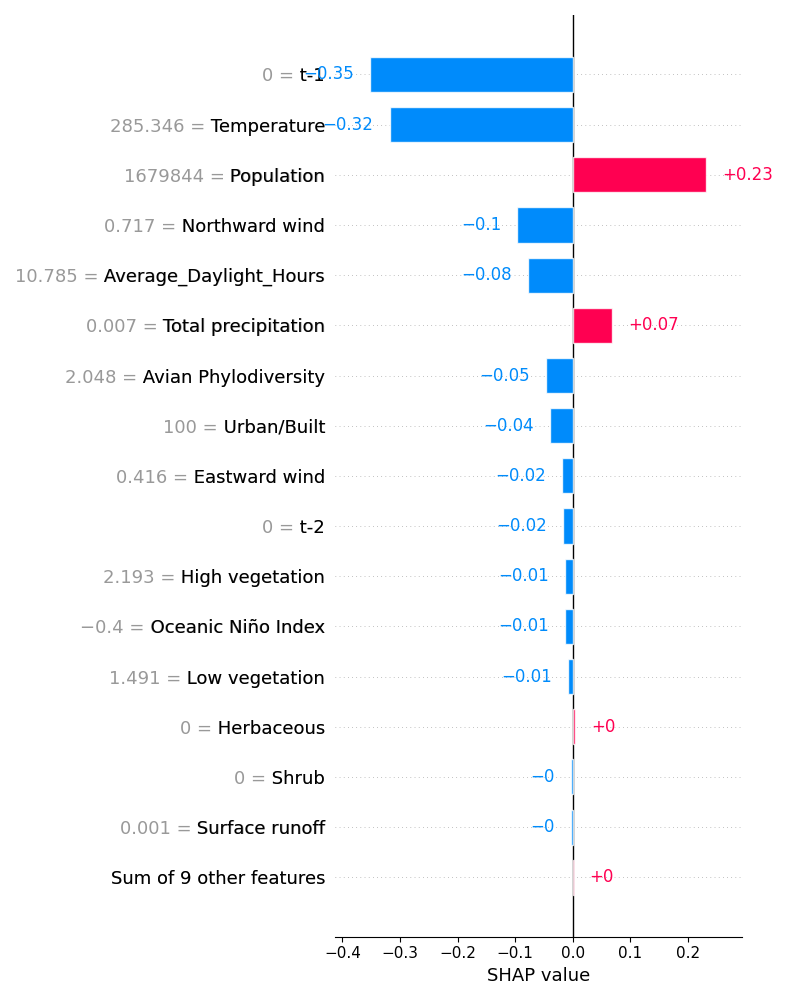 0 = t-1 −0.35
285.346 = Temperature −0.32
1679844 = Population +0.23
0.717 = Northward wind −0.1
10.785 = Average_Daylight_Hours −0.08
0.007 = Total precipitation +0.07
2.048 = Avian Phylodiversity −0.05
100 = Urban/Built −0.04
0.416 = Eastward wind −0.02
0 = t-2 −0.02
2.193 = High vegetation −0.01
−0.4 = Oceanic Niño Index −0.01
1.491 = Low vegetation −0.01
0 = Herbaceous +0
0 = Shrub −0
0.001 = Surface runoff −0
Sum of 9 other features +0
−0.4 −0.3 −0.2 −0.1 0.0 0.1 0.2
SHAP value